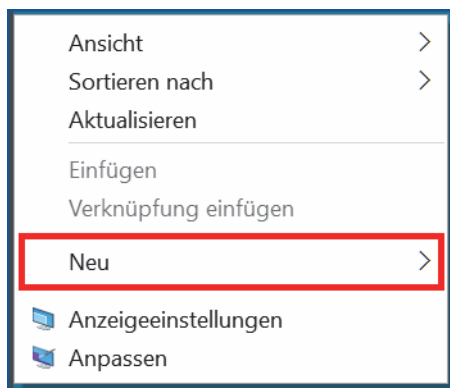 Ansicht
Sortieren nach
Aktualisieren
Einfügen
Verknüpfung einfügen
Neu
Anzeigeeinstellungen
Anpassen